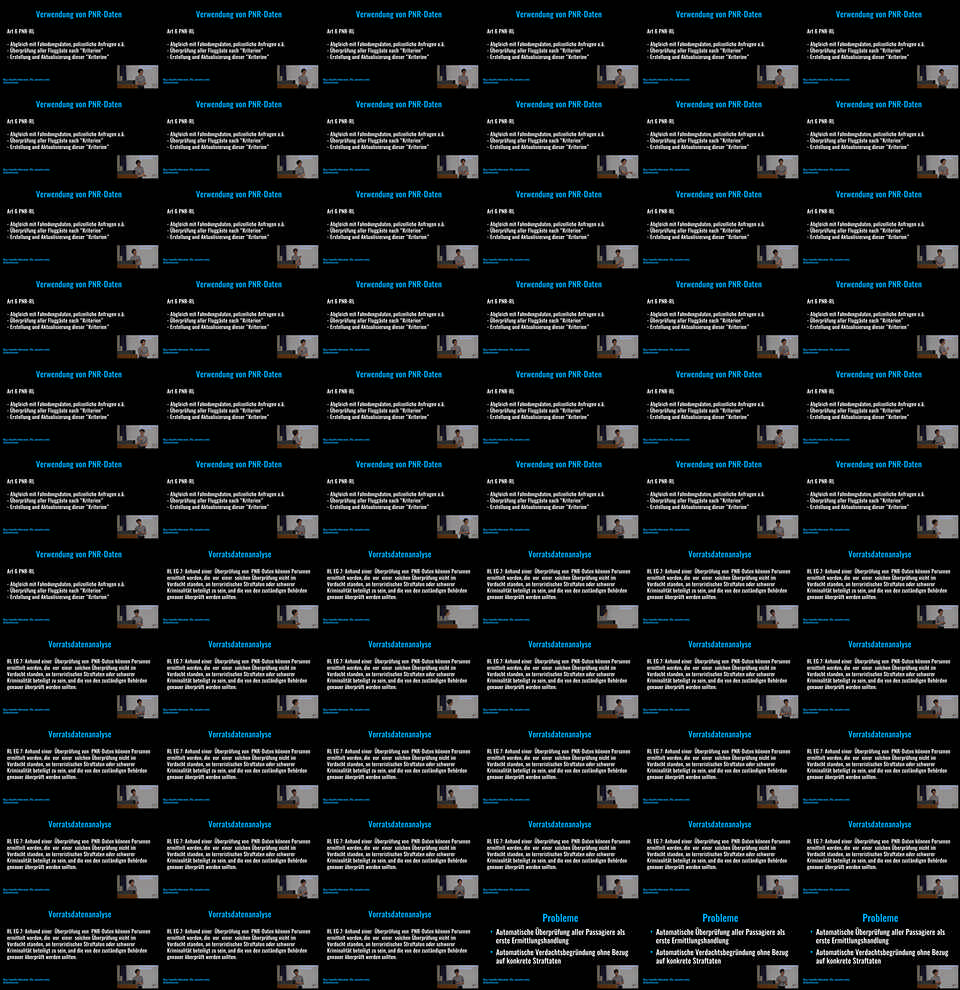 Verwendung von PNR-Daten
Art 6 PNR-RL
- Abgleich mit Fahndungsdaten, polizeiliche Anfragen o.ä.
- Überprüfung aller Fluggäste nach "Kriterien"
- Erstellung und Aktualisierung dieser "Kriterien"
Vorratsdatenanalyse
RL EG 7: Anhand einer Überprüfung von PNR-Daten können Personen
ermittelt werden, die vor einer solchen Überprüfung nicht im
Verdacht standen, an terroristischen Straftaten oder schwerer
Kriminalität beteiligt zu sein, und die von den zuständigen Behörden
genauer überprüft werden sollten.
Probleme
Automatische Überprüfung aller Passagiere als
erste Ermittlungshandlung
Automatische Verdachtsbegründung ohne Bezug
auf konkrete Straftaten